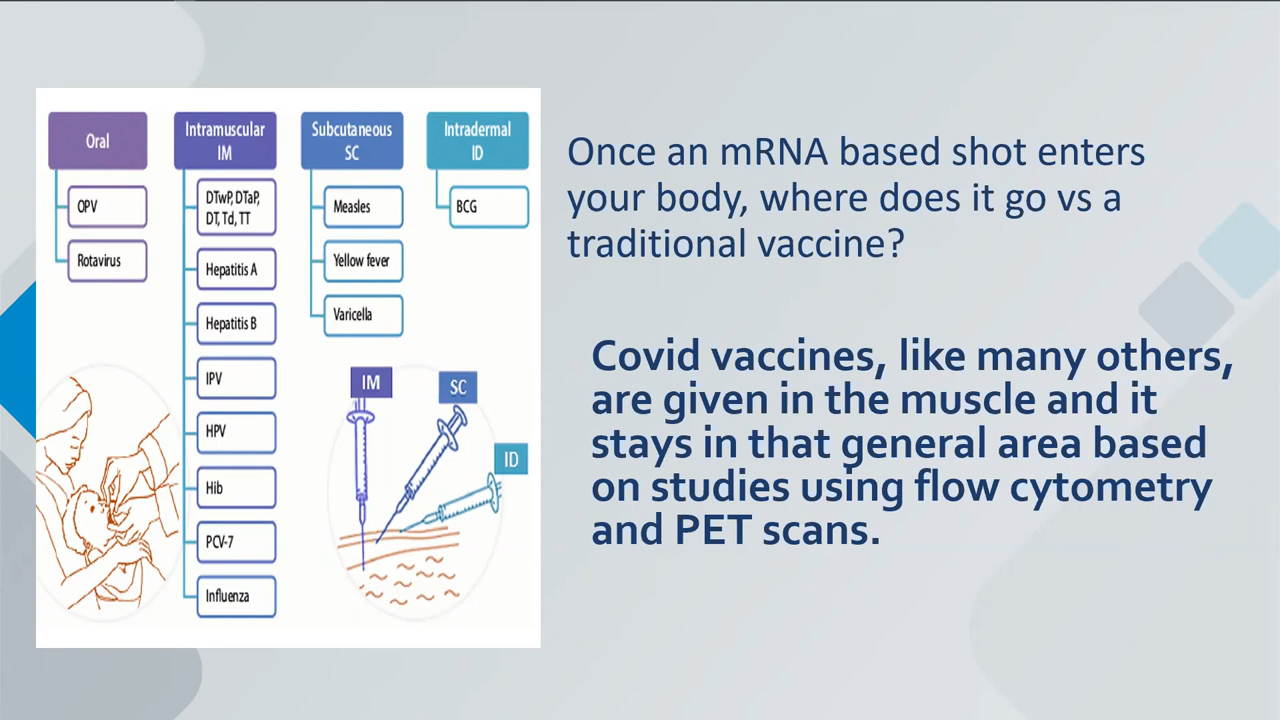 Oral
OPV
Rotavirus
Intramuscular
IM
DTwP, DTaP,
DT, Td, TT
Hepatitis A
Hepatitis B
IPV
HPV
Hib
PCV-7
Influenza
Subcutaneous
SC
Measles
Yellow fever
Varicella
Intradermal
ID
BCG
IM
SC
ID
Once an mRNA based shot enters
your body, where does it go vs a
traditional vaccine?
Covid vaccines, like many others,
are given in the muscle and it
stays in that general area based
on studies using flow cytometry
and PET scans.